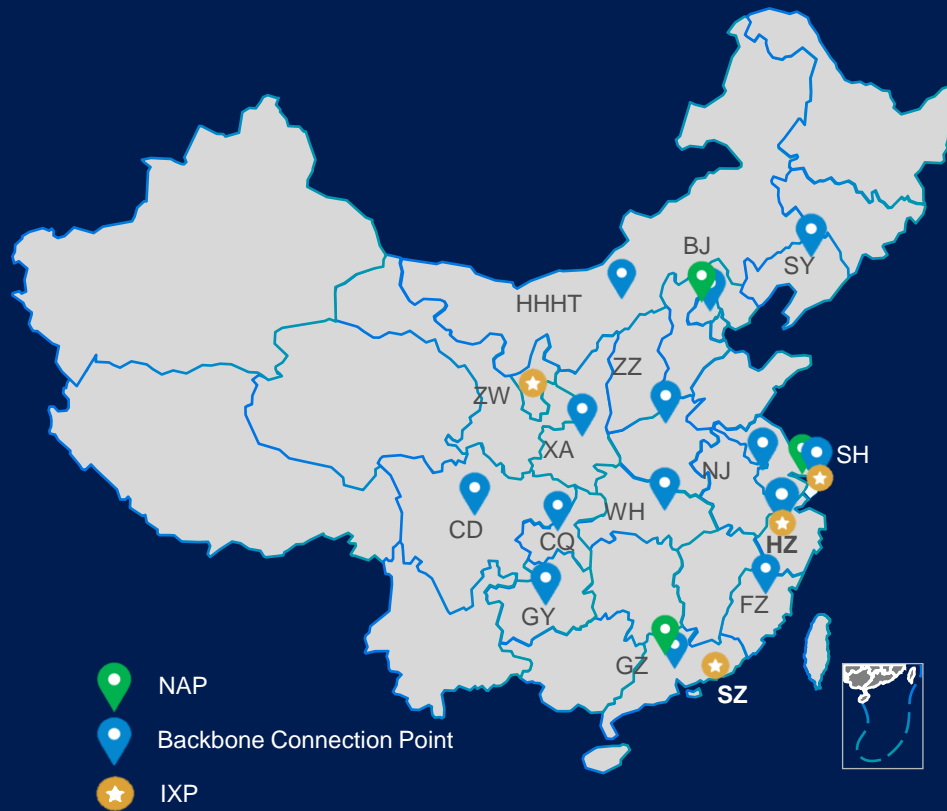 BJ
SY
HHHT
ZZ
ZW
XA
SH
NJ
WH
CD
CQ
HZ
FZ
GY
GZ
SZ
NAP
Backbone Connection Point
IXP